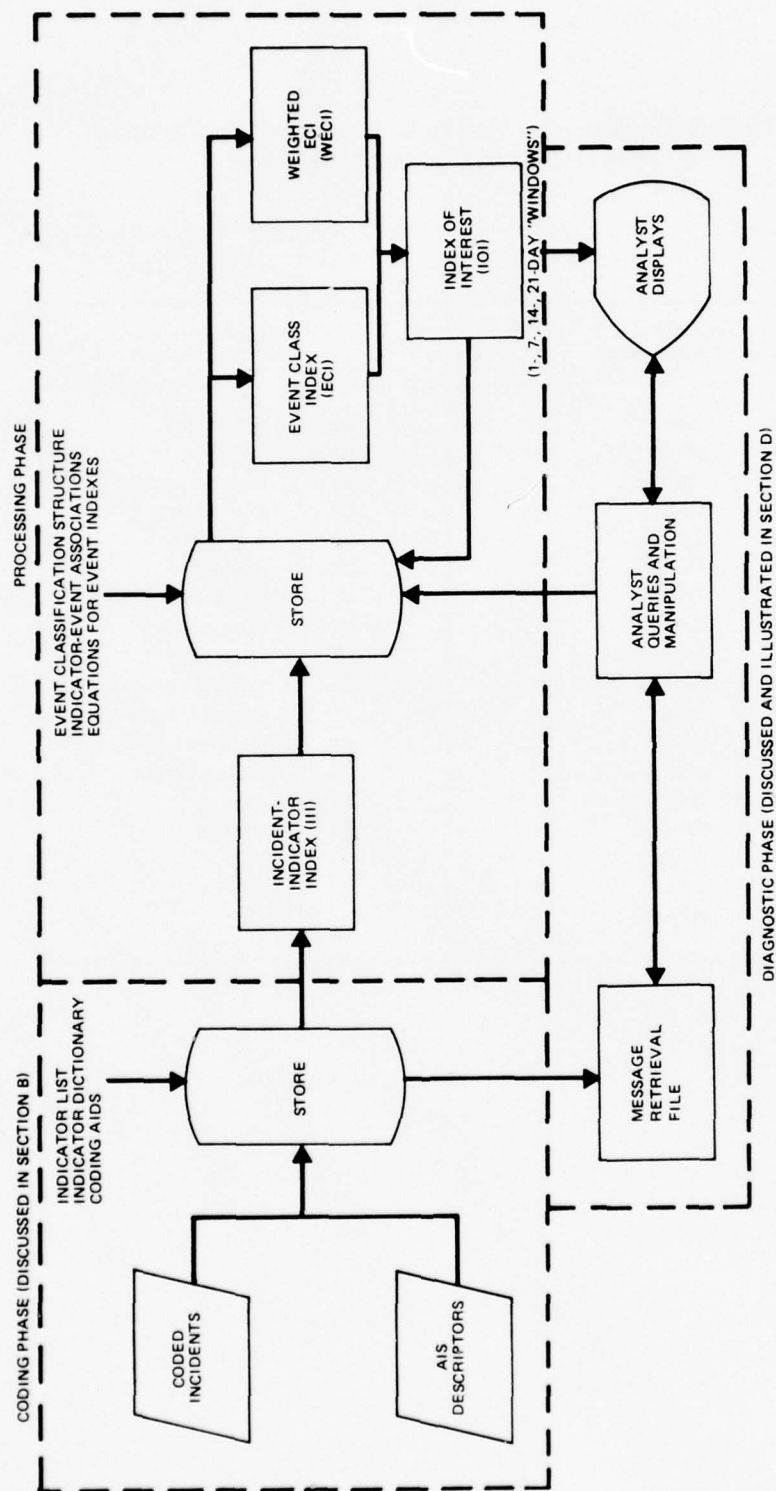 CODING PHASE (DISCUSSED IN SECTION B)
INDICATOR LIST
INDICATOR DICTIONARY
CODING AIDS
CODED
INCIDENTS
AIS
DESCRIPTORS
STORE
PROCESSING PHASE
EVENT CLASSIFICATION STRUCTURE
INDICATOR-EVENT ASSOCIATIONS
EQUATIONS FOR EVENT INDEXES
INCIDENT-
INDICATOR
INDEX (III)
STORE
EVENT CLASS
INDEX
(ECI)
WEIGHTED
ECI
(WECI)
INDEX OF
INTEREST
(IOI)
(1-, 7-, 14-, 21-DAY "WINDOWS")
MESSAGE
RETRIEVAL
FILE
ANALYST
QUERIES AND
MANIPULATION
ANALYST
DISPLAYS
DIAGNOSTIC PHASE (DISCUSSED AND ILLUSTRATED IN SECTION D)